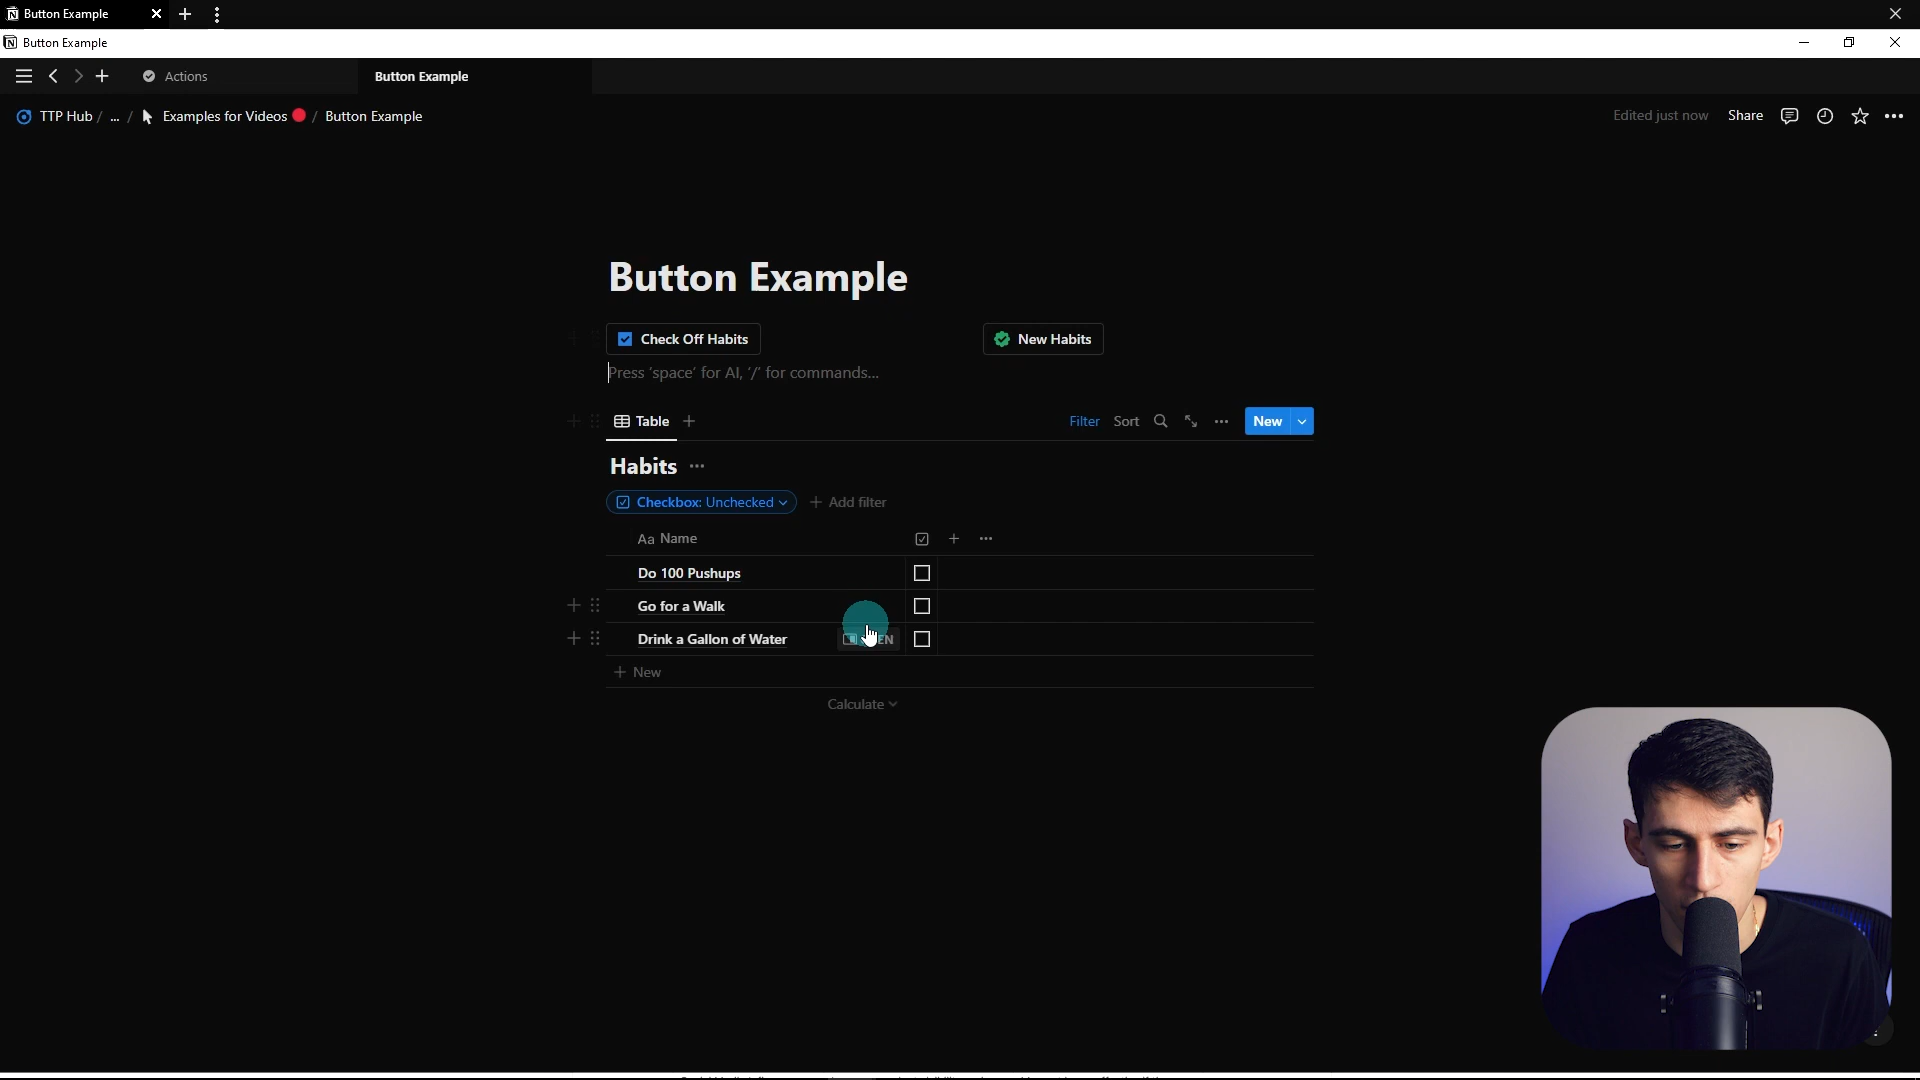 Button Example
Button Example
Actions
Button Example
TTP Hub / ... / Examples for Videos / Button Example
Edited just now
Share
Button Example
Check Off Habits
New Habits
Press 'space' for AI, '/' for commands...
Table
Filter
Sort
New
Habits
Checkbox: Unchecked
Add filter
Aa Name
Do 100 Pushups
Go for a Walk
Drink a Gallon of Water
New
Calculate